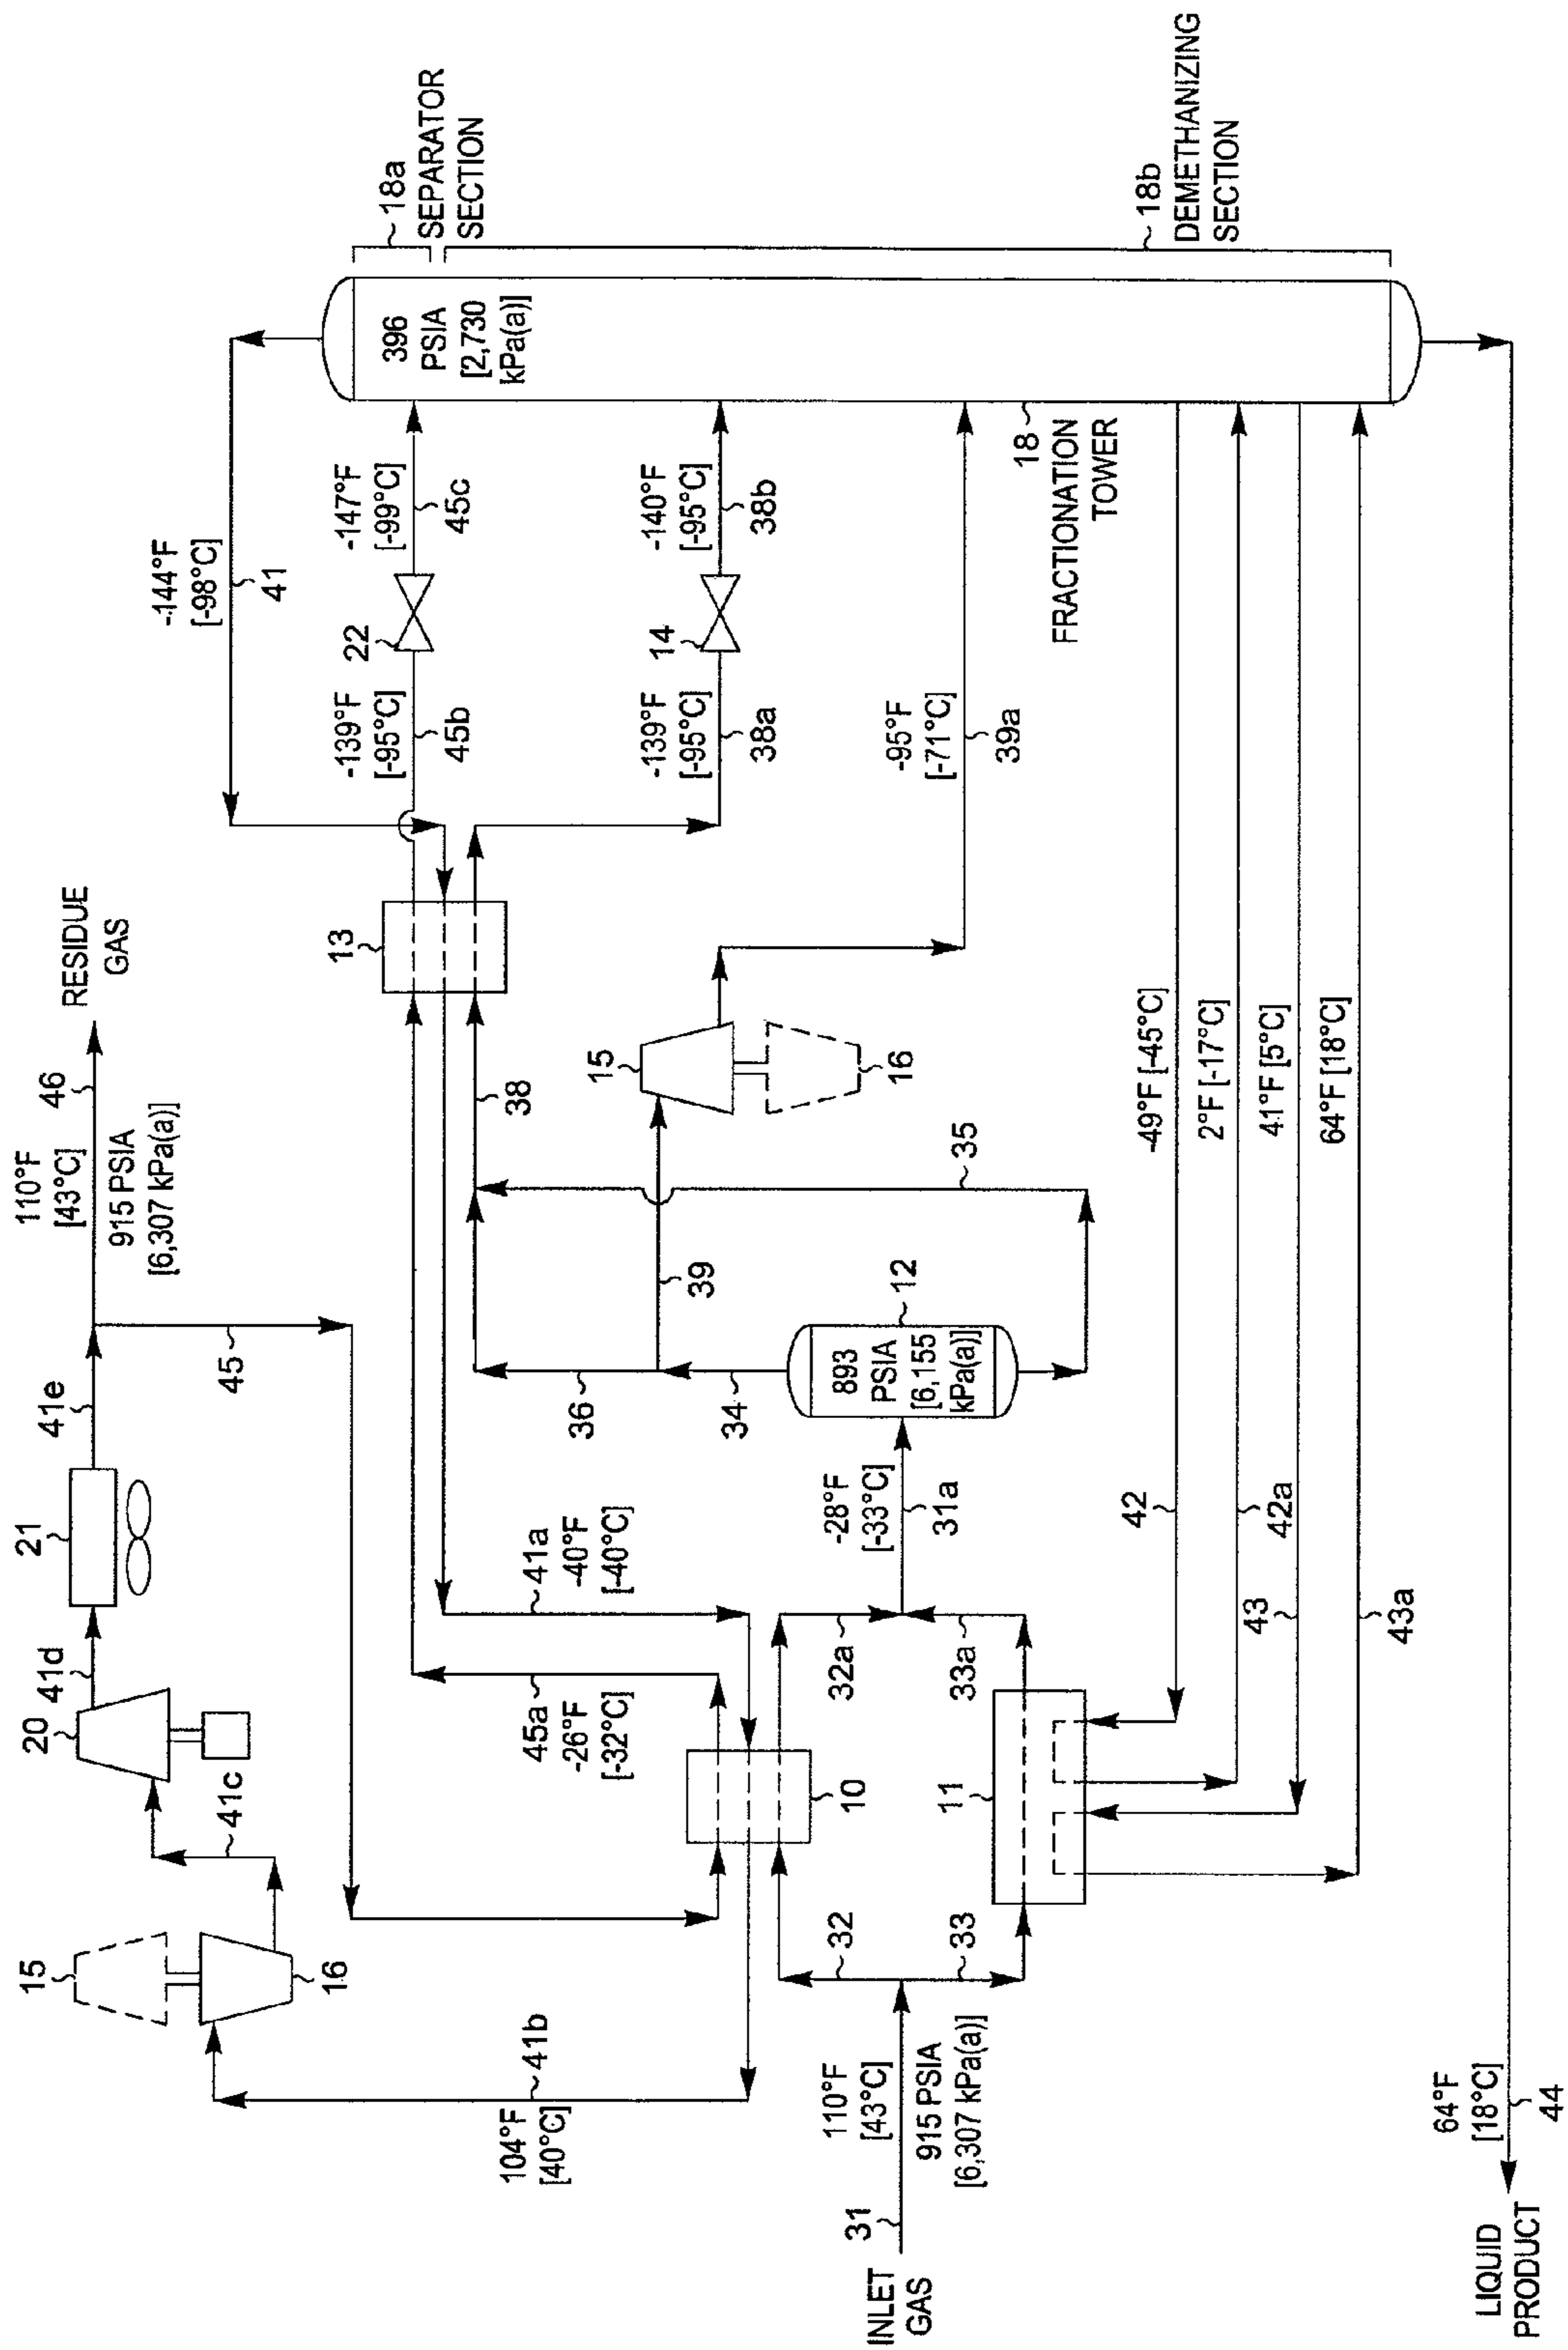 RESIDUE
GAS
46
110°F
[43°C]
915 PSIA
[6,307 kPa(a)]
41e
45
21
41d
20
41c
15
16
41b
104°F
[40°C]
-144°F
[-98°C]
41
13
-139°F
[-95°C]
45b
22
-147°F
[-99°C]
45c
18a
SEPARATOR
SECTION
396
PSIA
[2,730
kPa(a)]
38
-139°F
[-95°C]
38a
14
-140°F
[-95°C]
38b
41a
-40°F
[-40°C]
45a
-26°F
[-32°C]
36
39
15
16
-95°F
[-71°C]
39a
18
FRACTIONATION
TOWER
18b
DEMETHANIZING
SECTION
10
32
32a
34
12
893
PSIA
[6,155
kPa(a)]
35
-28°F
[-33°C]
31a
INLET
GAS
31
110°F
[43°C]
915 PSIA
[6,307 kPa(a)]
33
11
33a
42
-49°F [-45°C]
42a
2°F [-17°C]
43
41°F [5°C]
43a
64°F [18°C]
LIQUID
PRODUCT
64°F
[18°C]
44